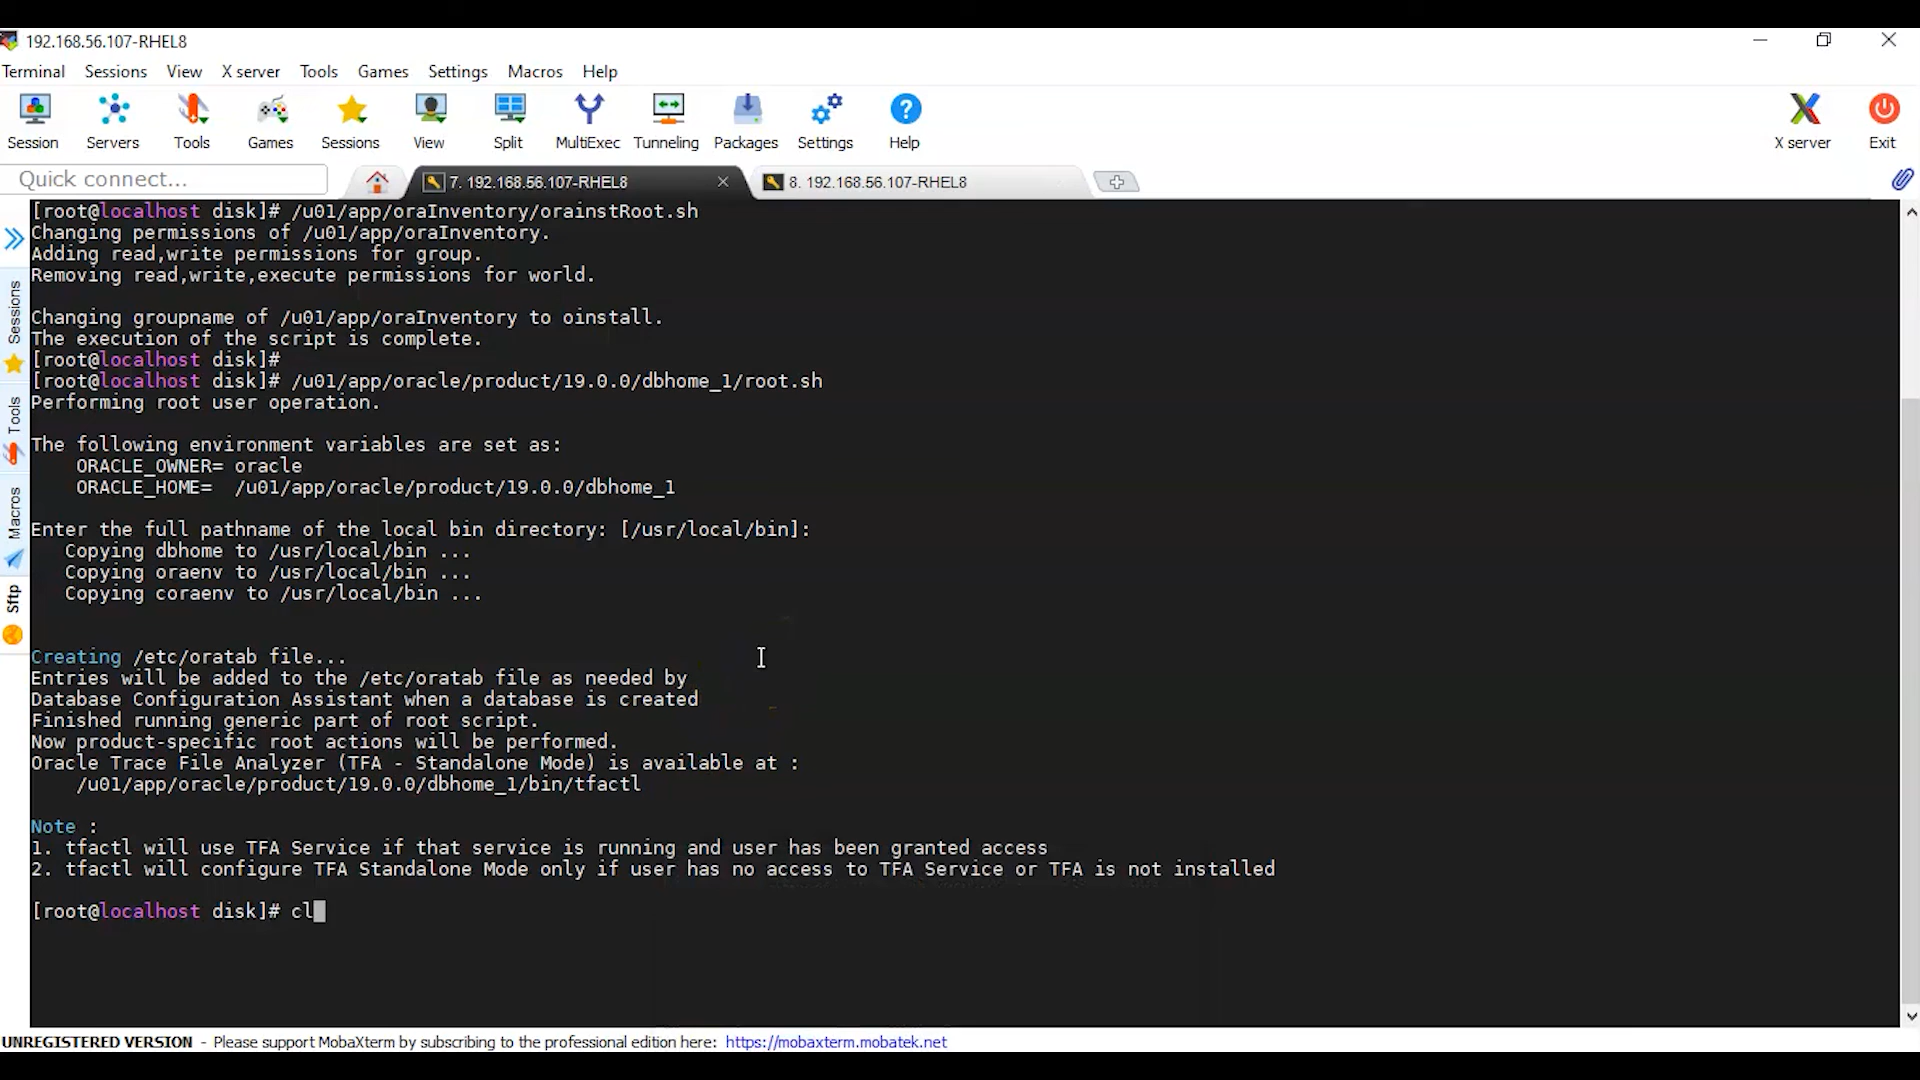 192.168.56.107-RHEL8
Terminal Sessions View X server Tools Games Settings Macros Help
Session Servers Tools Games Sessions View Split MultiExec Tunneling Packages Settings Help X server Exit
Quick connect... 7. 192.168.56.107-RHEL8 8. 192.168.56.107-RHEL8
Sessions
Tools
Macros
Sftp
[root@localhost disk]# /u01/app/oraInventory/orainstRoot.sh
Changing permissions of /u01/app/oraInventory.
Adding read,write permissions for group.
Removing read,write,execute permissions for world.
Changing groupname of /u01/app/oraInventory to oinstall.
The execution of the script is complete.
[root@localhost disk]#
[root@localhost disk]# /u01/app/oracle/product/19.0.0/dbhome_1/root.sh
Performing root user operation.
The following environment variables are set as:
ORACLE_OWNER= oracle
ORACLE_HOME=  /u01/app/oracle/product/19.0.0/dbhome_1
Enter the full pathname of the local bin directory: [/usr/local/bin]:
Copying dbhome to /usr/local/bin ...
Copying oraenv to /usr/local/bin ...
Copying coraenv to /usr/local/bin ...
Creating /etc/oratab file...
Entries will be added to the /etc/oratab file as needed by
Database Configuration Assistant when a database is created
Finished running generic part of root script.
Now product-specific root actions will be performed.
Oracle Trace File Analyzer (TFA - Standalone Mode) is available at :
/u01/app/oracle/product/19.0.0/dbhome_1/bin/tfactl
Note :
1. tfactl will use TFA Service if that service is running and user has been granted access
2. tfactl will configure TFA Standalone Mode only if user has no access to TFA Service or TFA is not installed
[root@localhost disk]# cl
UNREGISTERED VERSION - Please support MobaXterm by subscribing to the professional edition here: https://mobaxterm.mobatek.net